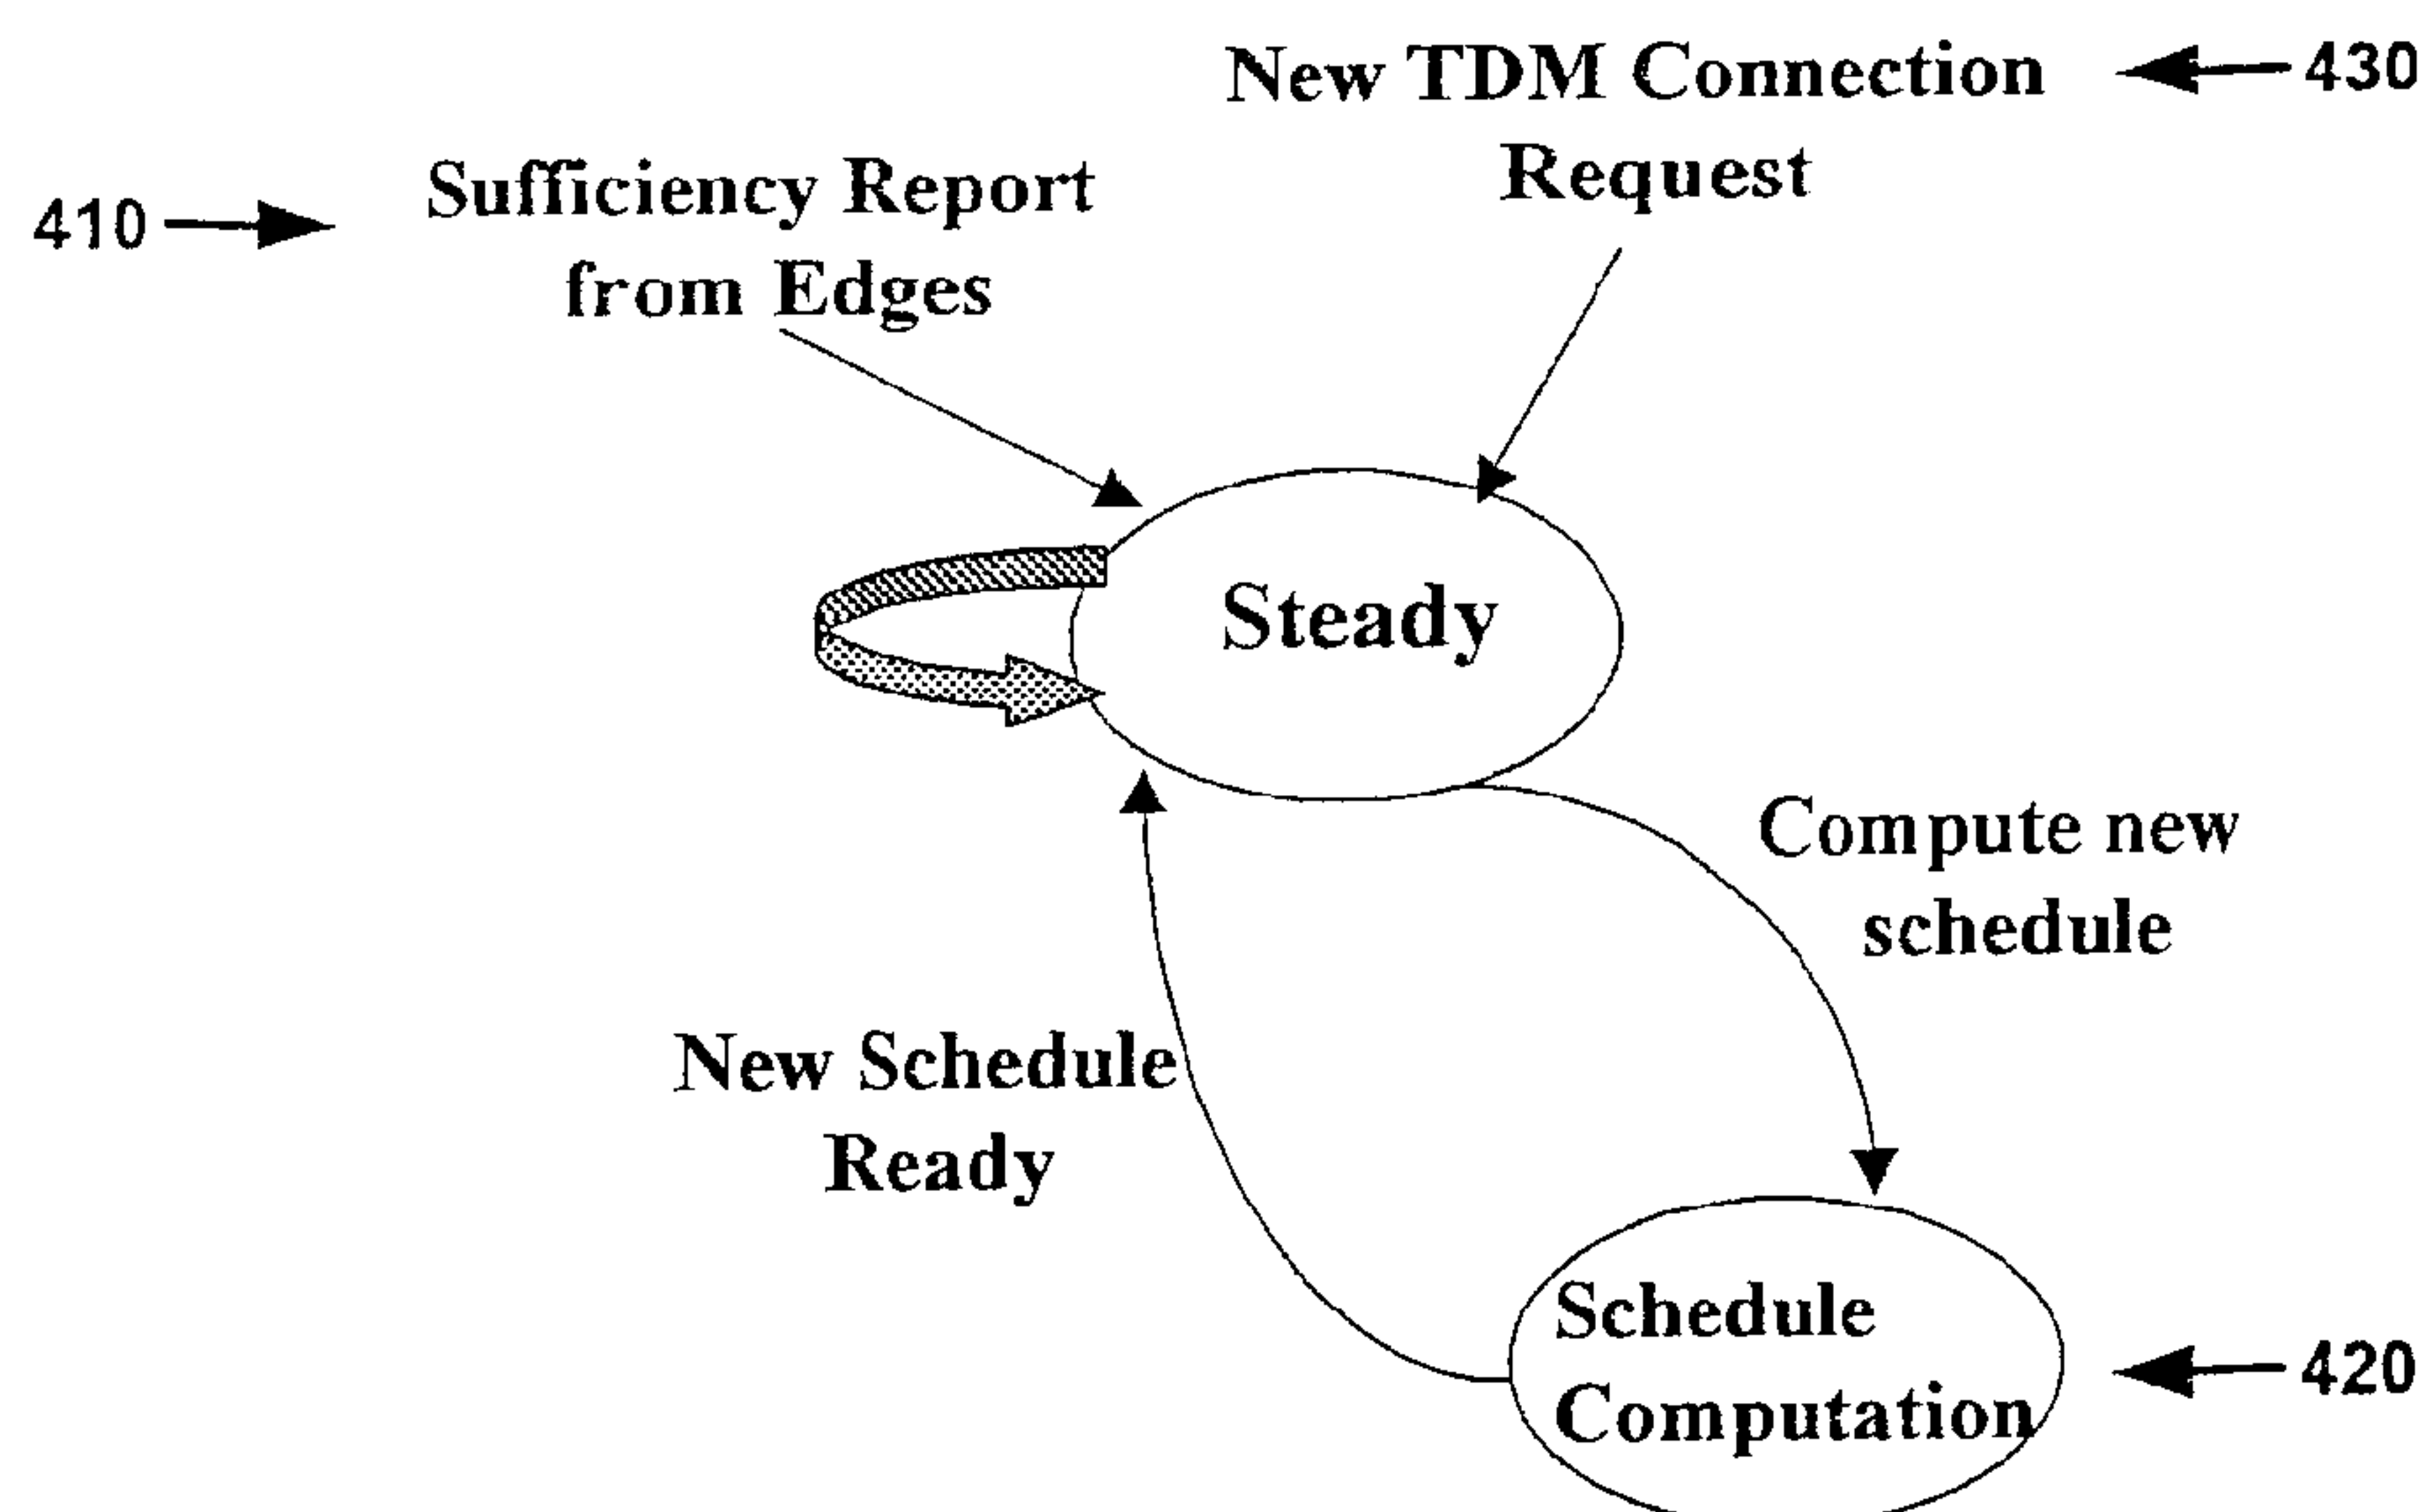 New TDM Connection
Request
430
410
Sufficiency Report
from Edges
Steady
Compute new
schedule
New Schedule
Ready
Schedule
Computation
420